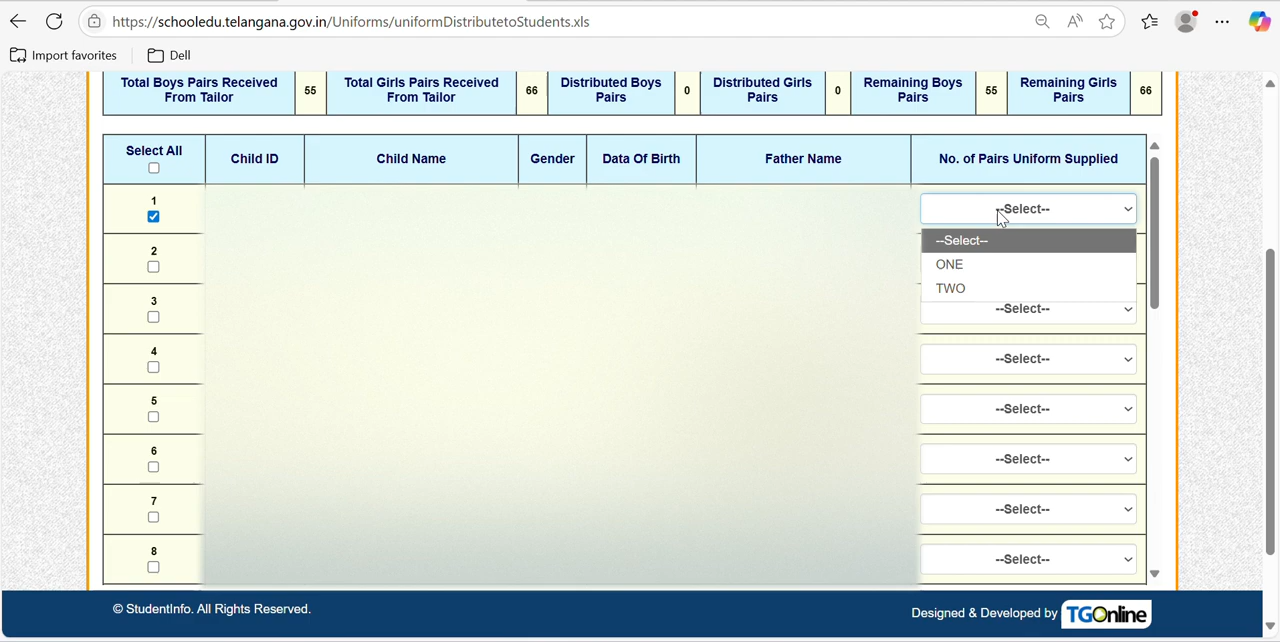 https://schooledu.telangana.gov.in/Uniforms/uniformDistributetoStudents.xls
Import favorites Dell
Total Boys Pairs Received From Tailor 55 Total Girls Pairs Received From Tailor 66 Distributed Boys Pairs 0 Distributed Girls Pairs 0 Remaining Boys Pairs 55 Remaining Girls Pairs 66
Select All Child ID Child Name Gender Data Of Birth Father Name No. of Pairs Uniform Supplied
1 --Select--
--Select--
ONE
TWO
2
3 --Select--
4 --Select--
5 --Select--
6 --Select--
7 --Select--
8 --Select--
© StudentInfo. All Rights Reserved. Designed & Developed by TGOnline